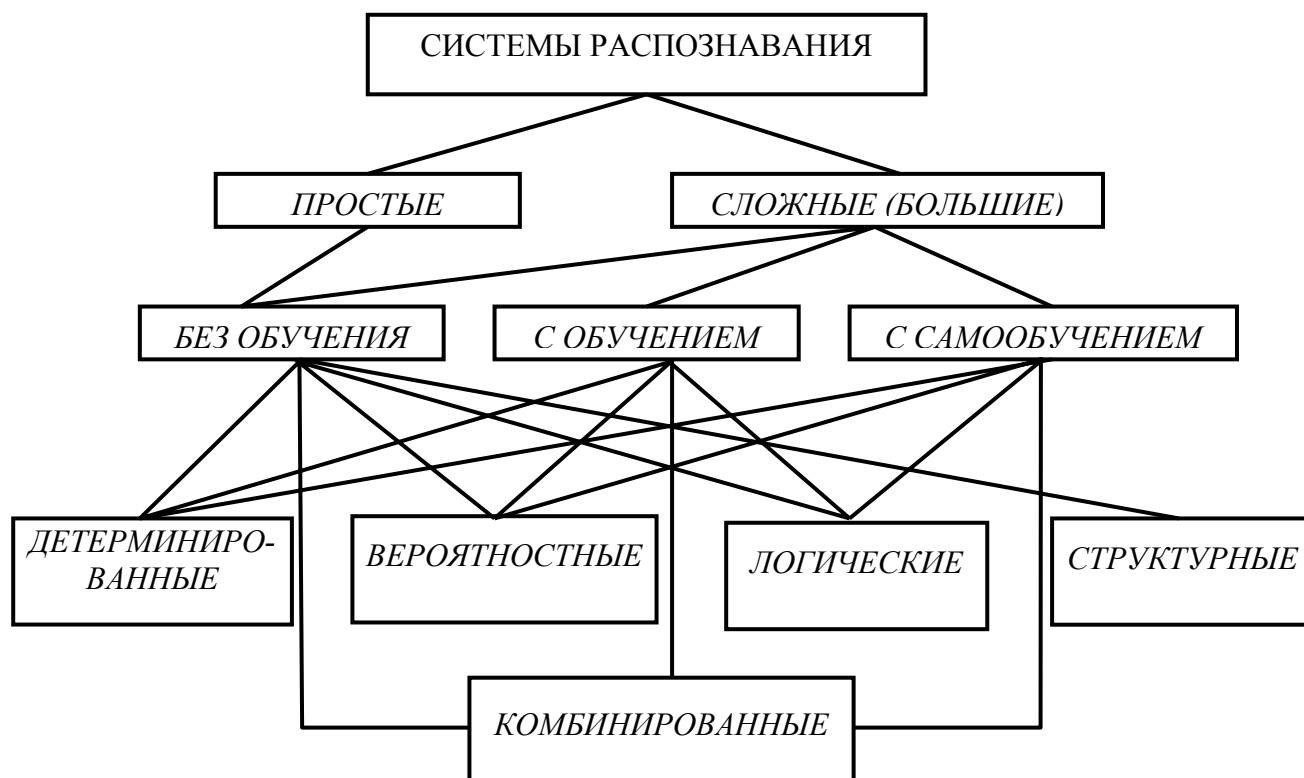 СИСТЕМЫ РАСПОЗНАВАНИЯ
ПРОСТЫЕ
СЛОЖНЫЕ (БОЛЬШИЕ)
БЕЗ ОБУЧЕНИЯ
С ОБУЧЕНИЕМ
С САМООБУЧЕНИЕМ
ДЕТЕРМИНИРО-
ВАННЫЕ
ВЕРОЯТНОСТНЫЕ
ЛОГИЧЕСКИЕ
СТРУКТУРНЫЕ
КОМБИНИРОВАННЫЕ